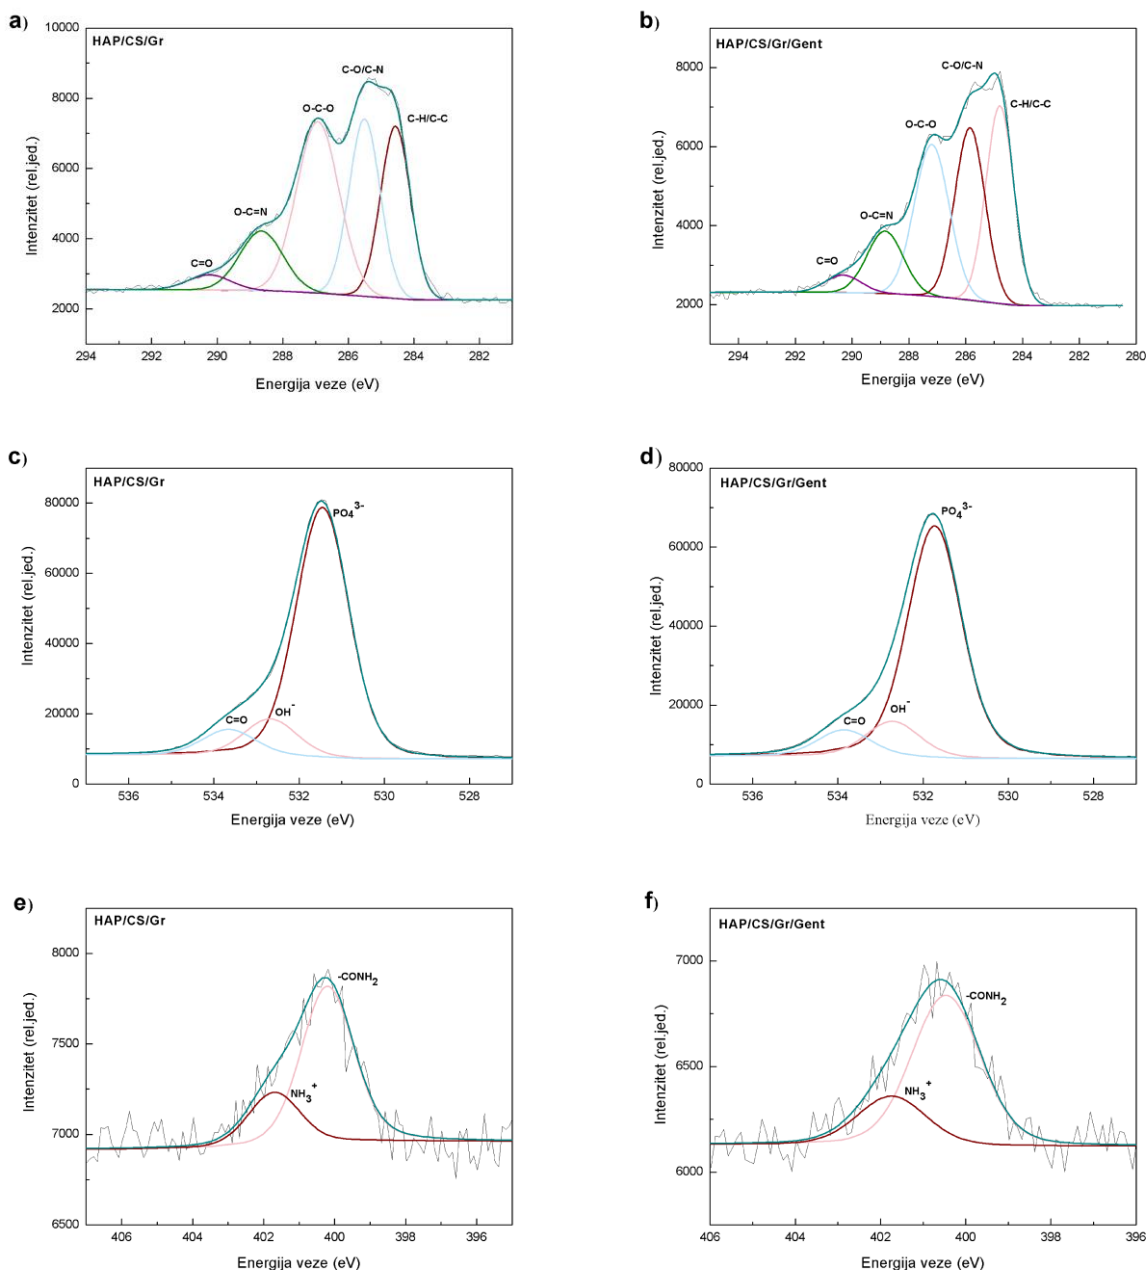 a)
HAP/CS/Gr
C-O/C-N
O-C-O
C-H/C-C
O-C=N
C=O
10000
8000
6000
4000
2000
Intenzitet (rel.jed.)
294 292 290 288 286 284 282
Energija veze (eV)
b)
HAP/CS/Gr/Gent
C-O/C-N
C-H/C-C
O-C-O
O-C=N
C=O
8000
6000
4000
2000
Intenzitet (rel.jed.)
294 292 290 288 286 284 282 280
Energija veze (eV)
c)
HAP/CS/Gr
PO₄³⁻
OH⁻
C=O
80000
60000
40000
20000
0
Intenzitet (rel.jed.)
536 534 532 530 528
Energija veze (eV)
d)
HAP/CS/Gr/Gent
PO₄³⁻
OH⁻
C=O
80000
60000
40000
20000
0
Intenzitet (rel.jed.)
536 534 532 530 528
Energija veze (eV)
e)
HAP/CS/Gr
-CONH₂
NH₃⁺
8000
7500
7000
6500
Intenzitet (rel.jed.)
406 404 402 400 398 396
Energija veze (eV)
f)
HAP/CS/Gr/Gent
-CONH₂
NH₃⁺
7000
6500
6000
Intenzitet (rel.jed.)
406 404 402 400 398 396
Energija veze (eV)